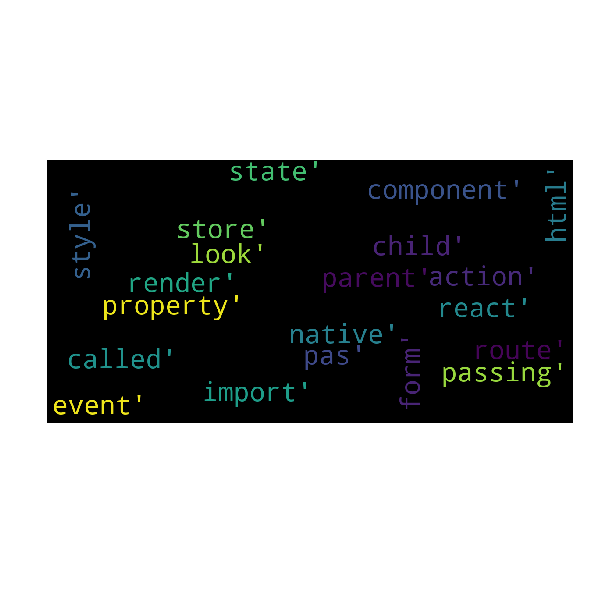 state'
component'
html'
style'
store'
look'
child'
render'
parent'
action'
property'
react'
native'
called'
pas'
form'
route'
passing'
import'
event'